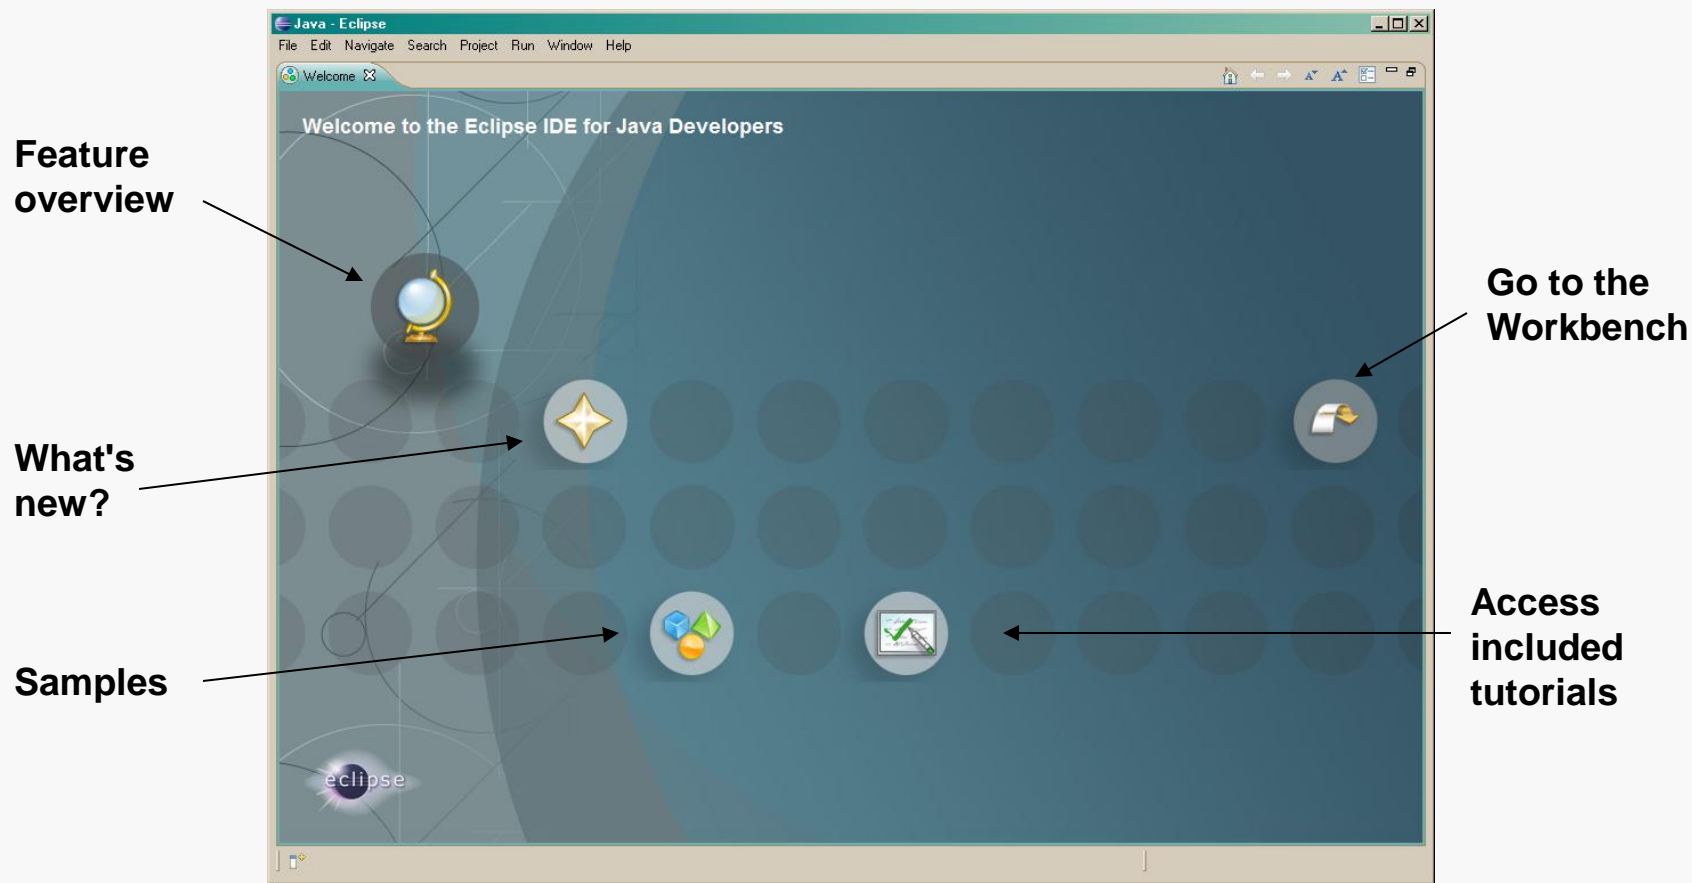 Java - Eclipse
File Edit Navigate Search Project Run Window Help
Welcome
Welcome to the Eclipse IDE for Java Developers
Feature
overview
Go to the
Workbench
What's
new?
Access
included
tutorials
Samples
eclipse